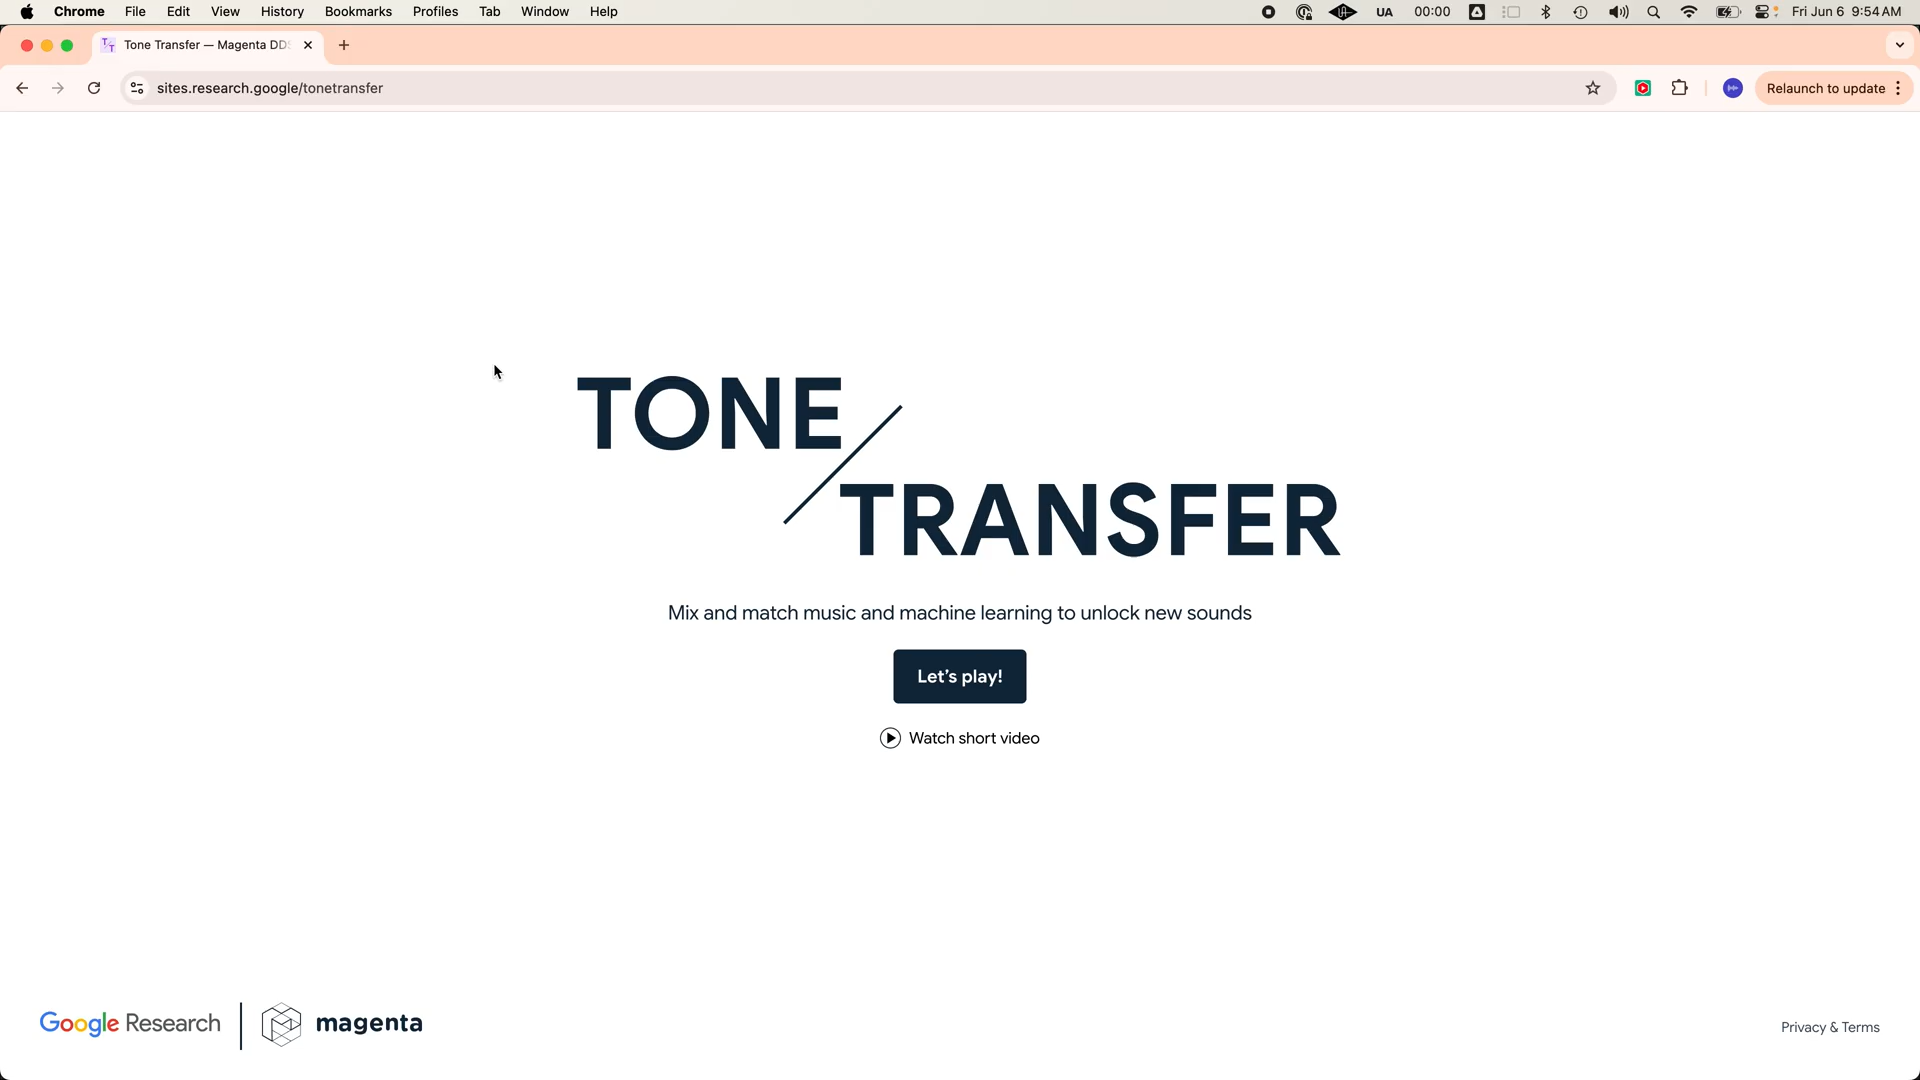 Chrome File Edit View History Bookmarks Profiles Tab Window Help UA 00:00 Fri Jun 6 9:54 AM
Tone Transfer — Magenta DD
sites.research.google/tonetransfer Relaunch to update
TONE
TRANSFER
Mix and match music and machine learning to unlock new sounds
Let's play!
Watch short video
Google Research magenta Privacy & Terms